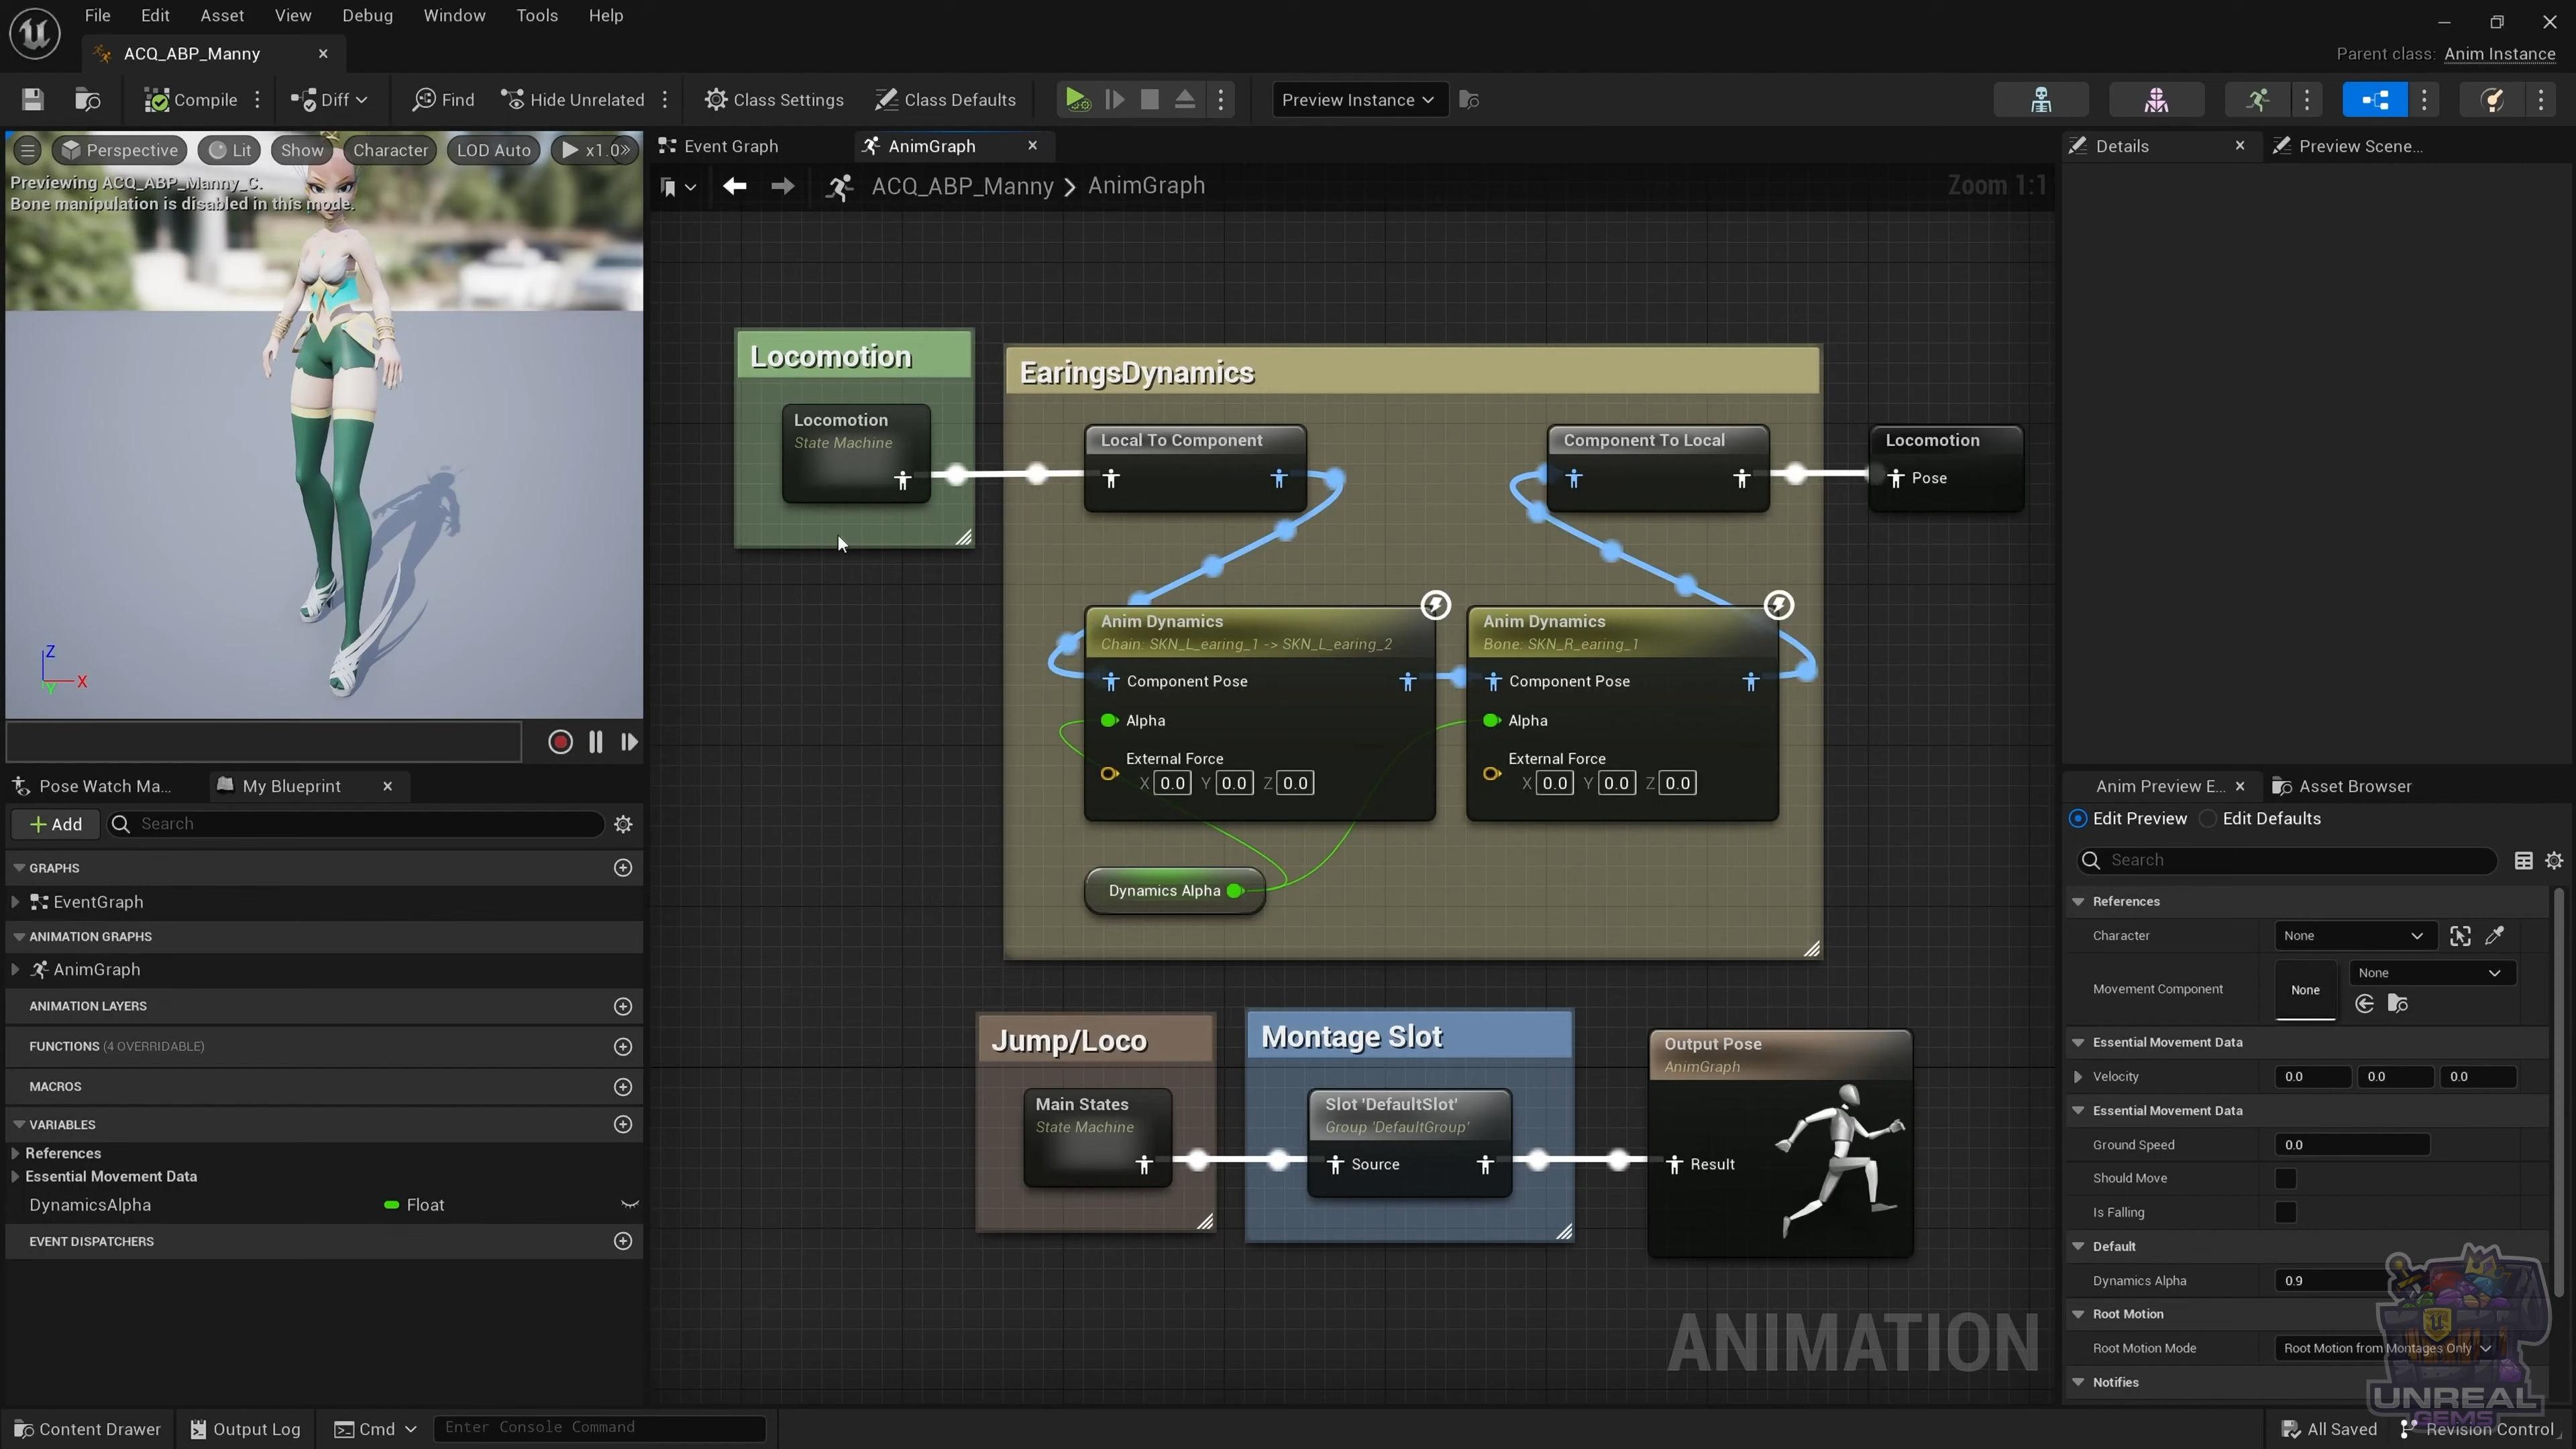 File Edit Asset View Debug Window Tools Help
ACQ_ABP_Manny
Parent class: Anim Instance
Compile Diff Find Hide Unrelated Class Settings Class Defaults Preview Instance
Perspective Lit Show Character LOD Auto x1.0
Previewing ACQ_ABP_Manny_C.
Bone manipulation is disabled in this mode.
Z
X
Y
Event Graph AnimGraph
ACQ_ABP_Manny > AnimGraph
Zoom 1:1
Locomotion
Locomotion
State Machine
EaringsDynamics
Local To Component
Component To Local
Locomotion
Pose
Anim Dynamics
Chain: SKN_L_earing_1 -> SKN_L_earing_2
Component Pose
Alpha
External Force
X 0.0 Y 0.0 Z 0.0
Anim Dynamics
Bone: SKN_R_earing_1
Component Pose
Alpha
External Force
X 0.0 Y 0.0 Z 0.0
Dynamics Alpha
Jump/Loco
Main States
State Machine
Montage Slot
Slot 'DefaultSlot'
Group 'DefaultGroup'
Source
Output Pose
AnimGraph
Result
ANIMATION
Pose Watch Ma... My Blueprint
Add Search
GRAPHS
EventGraph
ANIMATION GRAPHS
AnimGraph
ANIMATION LAYERS
FUNCTIONS (4 OVERRIDABLE)
MACROS
VARIABLES
References
Essential Movement Data
DynamicsAlpha Float
EVENT DISPATCHERS
Details Preview Scene...
Anim Preview E... Asset Browser
Edit Preview Edit Defaults
Search
References
Character None
Movement Component None None
Essential Movement Data
Velocity 0.0 0.0 0.0
Essential Movement Data
Ground Speed 0.0
Should Move
Is Falling
Default
Dynamics Alpha 0.9
Root Motion
Root Motion Mode Root Motion from Montages Only
Notifies
UNREAL
GEMS
Content Drawer Output Log Cmd Enter Console Command
All Saved Revision Control